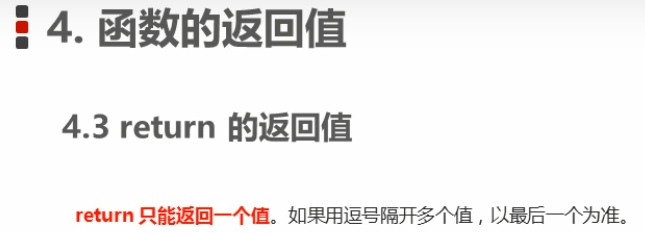 4. 函数的返回值
4.3 return 的返回值
return 只能返回一个值。如果用逗号隔开多个值，以最后一个为准。